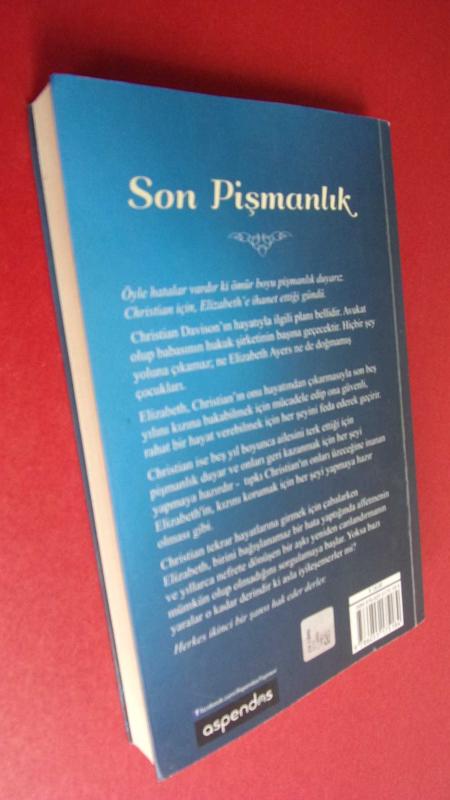 Son Pişmanlık
Öyle hatalar vardır ki ömür boyu pişmanlık duyarız.
Christian için, Elizabeth'e ihanet ettiği gündü.
Christian Davison'ın hayatıyla ilgili planı bellidir. Avukat
olup babasının hukuk şirketinin başına geçecektir. Hiçbir şey
yoluna çıkamaz; ne Elizabeth Ayers ne de doğmamış
çocukları.
Elizabeth, Christian'ın onu hayatından çıkarmasıyla son beş
yılını kızına bakabilmek için mücadele edip ona güvenli,
rahat bir hayat verebilmek için her şeyini feda ederek geçirir.
Christian ise beş yıl boyunca ailesini terk ettiği için
pişmanlık duyar ve onları geri kazanmak için her şeyi
yapmaya hazırdır - tıpkı Christian'ın onları üzeceğine inanan
Elizabeth'in, kızını korumak için her şeyi yapmaya hazır
olması gibi.
Christian tekrar hayatlarına girmek için çabalarken
Elizabeth, birini bağışlanamaz bir hata yaptığında affetmenin
ve yıllarca nefrete dönüşen bir aşkı yeniden canlandırmanın
mümkün olup olmadığını sorgulamaya başlar. Yoksa bazı
yaralar o kadar derindir ki asla iyileşemezler mi?
Herkes ikinci bir şansı hak eder derler.
aspendos